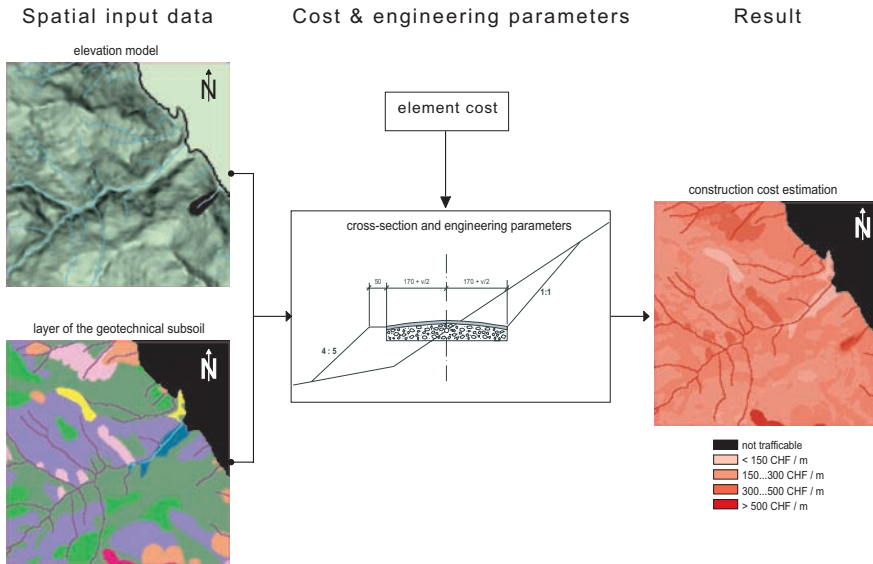 Spatial input data
Cost & engineering parameters
Result
elevation model
N
element cost
cross-section and engineering parameters
50
170 + v/2
170 + v/2
1:1
4 : 5
layer of the geotechnical subsoil
N
construction cost estimation
N
not trafficable
< 150 CHF / m
150...300 CHF / m
300...500 CHF / m
> 500 CHF / m